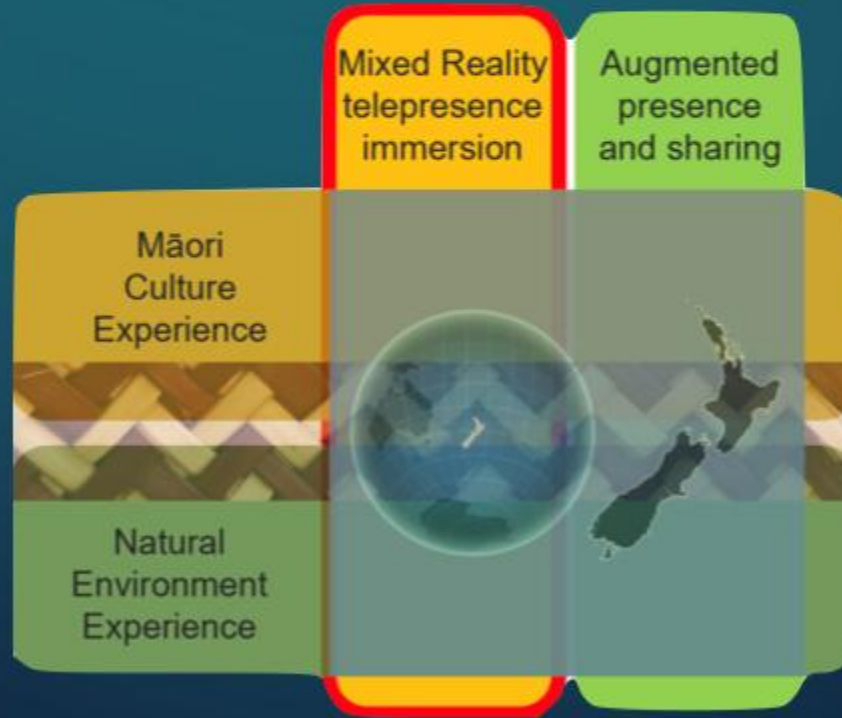 Mixed Reality
telepresence
immersion
Augmented
presence
and sharing
Māori
Culture
Experience
Natural
Environment
Experience